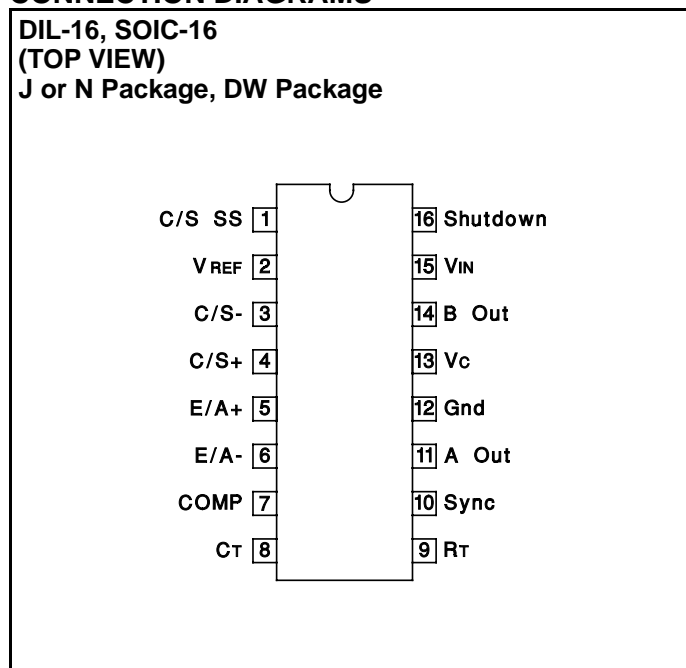 CONNECTION DIAGRAMS
DIL-16, SOIC-16
(TOP VIEW)
J or N Package, DW Package
C/S SS 1 16 Shutdown
VREF 2 15 VIN
C/S- 3 14 B Out
C/S+ 4 13 Vc
E/A+ 5 12 Gnd
E/A- 6 11 A Out
COMP 7 10 Sync
CT 8 9 RT